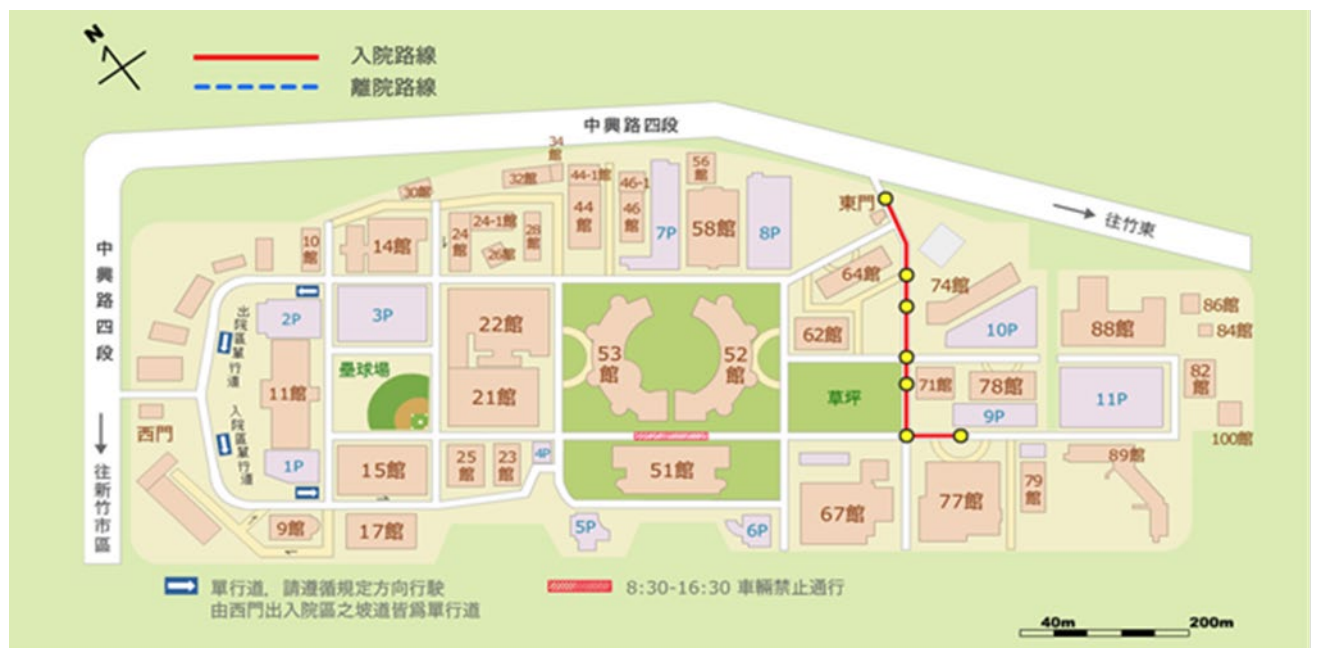 N
入院路線
離院路線
中興路四段
34館
32館
44-1館
46-1
56館
30館
44館
46館
7P
58館
8P
東門
往竹東
10館
14館
24館
24-1館
26館
28館
64館
74館
中興路四段
出院區單行道
2P
3P
22館
53館
52館
62館
10P
88館
86館
84館
壘球場
11館
21館
草坪
71館
78館
9P
11P
82館
100館
西門
入院區單行道
1P
15館
25館
23館
4P
51館
67館
77館
79館
89館
往新竹市區
9館
17館
5P
6P
單行道,請遵循規定方向行駛
由西門出入院區之坡道皆爲單行道
8:30-16:30 車輛禁止通行
40m 200m